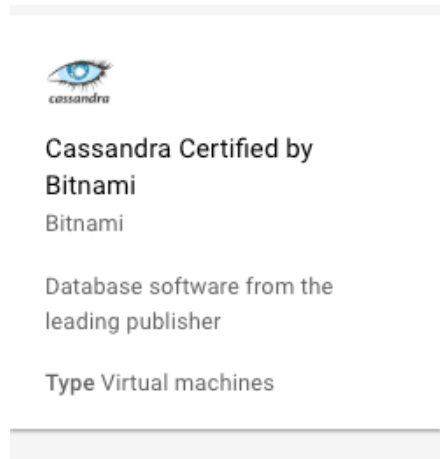 cassandra
Cassandra Certified by
Bitnami
Bitnami
Database software from the
leading publisher
Type Virtual machines